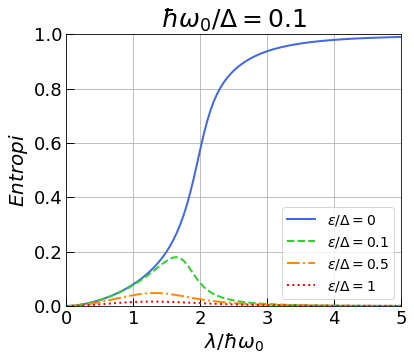 ℏω₀/Δ = 0.1
1.0
0.8
0.6
0.4
0.2
0.0
Entropi
0 1 2 3 4 5
λ/ℏω₀
ε/Δ = 0
ε/Δ = 0.1
ε/Δ = 0.5
ε/Δ = 1